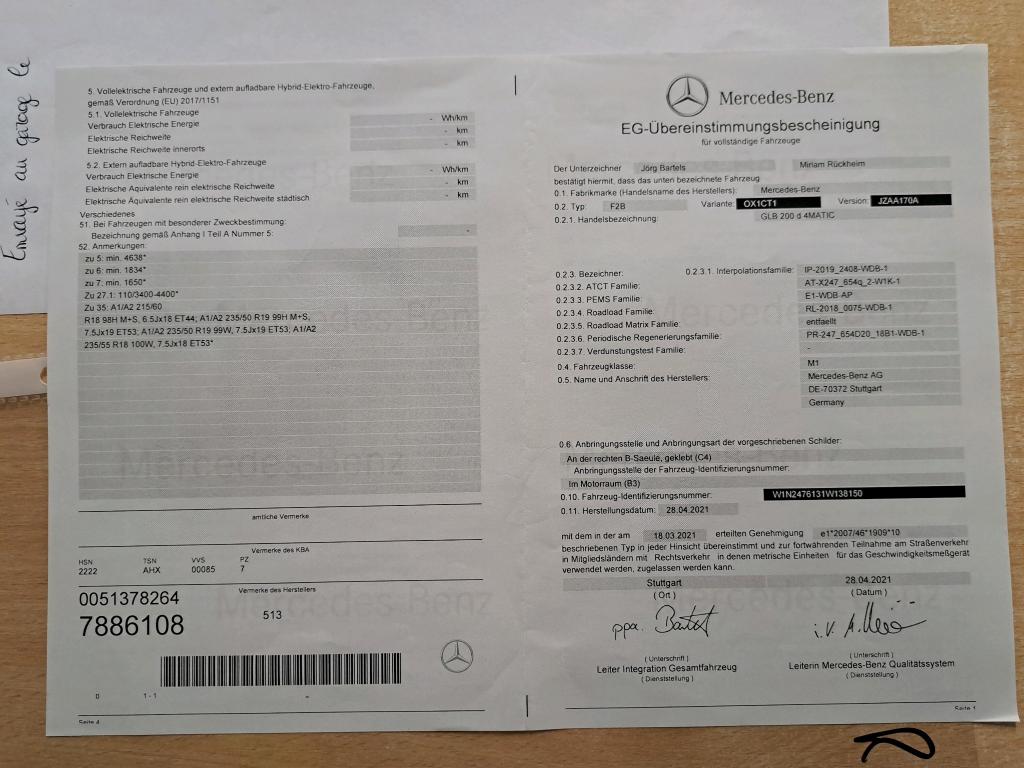 Envoyé au garage le
5. Vollelektrische Fahrzeuge und extern aufladbare Hybrid-Elektro-Fahrzeuge,
gemäß Verordnung (EU) 2017/1151
5.1. Vollelektrische Fahrzeuge
Verbrauch Elektrische Energie - Wh/km
Elektrische Reichweite - km
Elektrische Reichweite innerorts - km
5.2. Extern aufladbare Hybrid-Elektro-Fahrzeuge
Verbrauch Elektrische Energie - Wh/km
Elektrische Äquivalente rein elektrische Reichweite - km
Elektrische Äquivalente rein elektrische Reichweite städtisch - km
Verschiedenes
51. Bei Fahrzeugen mit besonderer Zweckbestimmung:
Bezeichnung gemäß Anhang I Teil A Nummer 5: -
52. Anmerkungen:
zu 5: min. 4638*
zu 6: min. 1834*
zu 7: min. 1650*
Zu 27.1: 110/3400-4400*
Zu 35: A1/A2 215/60
R18 98H M+S, 6.5Jx18 ET44; A1/A2 235/50 R19 99H M+S,
7.5Jx19 ET53; A1/A2 235/50 R19 99W, 7.5Jx19 ET53; A1/A2
235/55 R18 100W, 7.5Jx18 ET53*
amtliche Vermerke
Vermerke des KBA
HSN TSN VVS PZ
2222 AHX 00085 7
Vermerke des Herstellers
0051378264
7886108 513
0 1 - 1 -
Seite 4
Mercedes-Benz
EG-Übereinstimmungsbescheinigung
für vollständige Fahrzeuge
Der Unterzeichner Jörg Bartels Miriam Rückheim
bestätigt hiermit, dass das unten bezeichnete Fahrzeug
0.1. Fabrikmarke (Handelsname des Herstellers): Mercedes-Benz
0.2. Typ: F2B Variante: OX1CT1 Version: JZAA170A
0.2.1. Handelsbezeichnung: GLB 200 d 4MATIC
0.2.3. Bezeichner: 0.2.3.1. Interpolationsfamilie: IP-2019_2408-WDB-1
0.2.3.2. ATCT Familie: AT-X247_654q_2-W1K-1
0.2.3.3. PEMS Familie: E1-WDB-AP
0.2.3.4. Roadload Familie: RL-2018_0075-WDB-1
0.2.3.5. Roadload Matrix Familie: entfaellt
0.2.3.6. Periodische Regenerierungsfamilie: PR-247_654D20_18B1-WDB-1
0.2.3.7. Verdunstungstest Familie: -
0.4. Fahrzeugklasse: M1
0.5. Name und Anschrift des Herstellers: Mercedes-Benz AG
DE-70372 Stuttgart
Germany
0.6. Anbringungsstelle und Anbringungsart der vorgeschriebenen Schilder:
An der rechten B-Saeule, geklebt (C4)
Anbringungsstelle der Fahrzeug-Identifizierungsnummer:
Im Motorraum (B3)
0.10. Fahrzeug-Identifizierungsnummer: W1N2476131W138150
0.11. Herstellungsdatum: 28.04.2021
mit dem in der am 18.03.2021 erteilten Genehmigung e1*2007/46*1909*10
beschriebenen Typ in jeder Hinsicht übereinstimmt und zur fortwährenden Teilnahme am Straßenverkehr
in Mitgliedsländern mit Rechtsverkehr in denen metrische Einheiten für das Geschwindigkeitsmeßgerät
verwendet werden, zugelassen werden kann.
Stuttgart 28.04.2021
( Ort ) ( Datum )
ppa. i.V.
( Unterschrift ) ( Unterschrift )
Leiter Integration Gesamtfahrzeug Leiterin Mercedes-Benz Qualitätssystem
( Dienststellung ) ( Dienststellung )
Seite 1